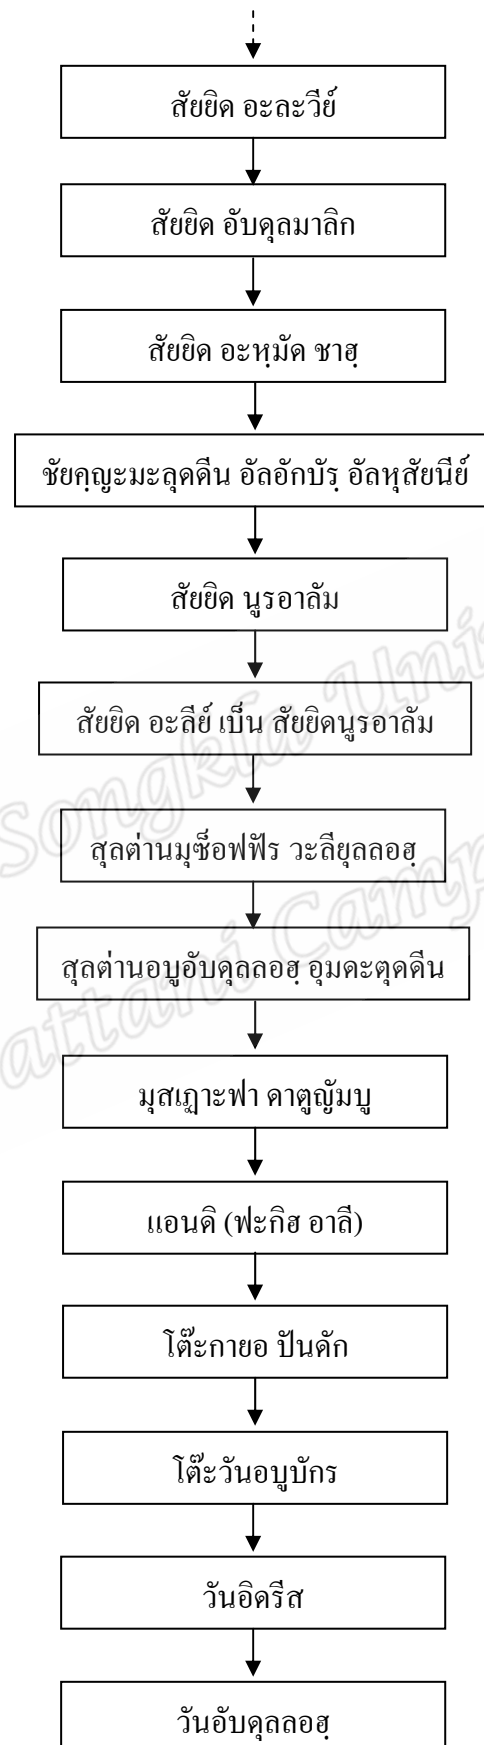 สัยยิด อะละวีย์
สัยยิด อับดุลมาลิก
สัยยิด อะหฺมัด ชาฮฺ
ชัยคฺญะมะลุดดีน อัลอักบัรฺ อัลหุสัยนีย์
สัยยิด นูรอาลัม
สัยยิด อะลีย์ เบ็น สัยยิดนูรอาลัม
สุลต่านมุซ็อฟฟัร วะลียุลลอฮฺ
สุลต่านอบูอับดุลลอฮฺ อุมดะตุดดีน
มุสเฏาะฟา ดาตูญัมบู
แอนดิ (ฟะกิฮ อาลี)
โต๊ะกายอ ปันดัก
โต๊ะวันอบูบักร
วันอิดรีส
วันอับดุลลอฮฺ
Songkla Uni
attani Camp